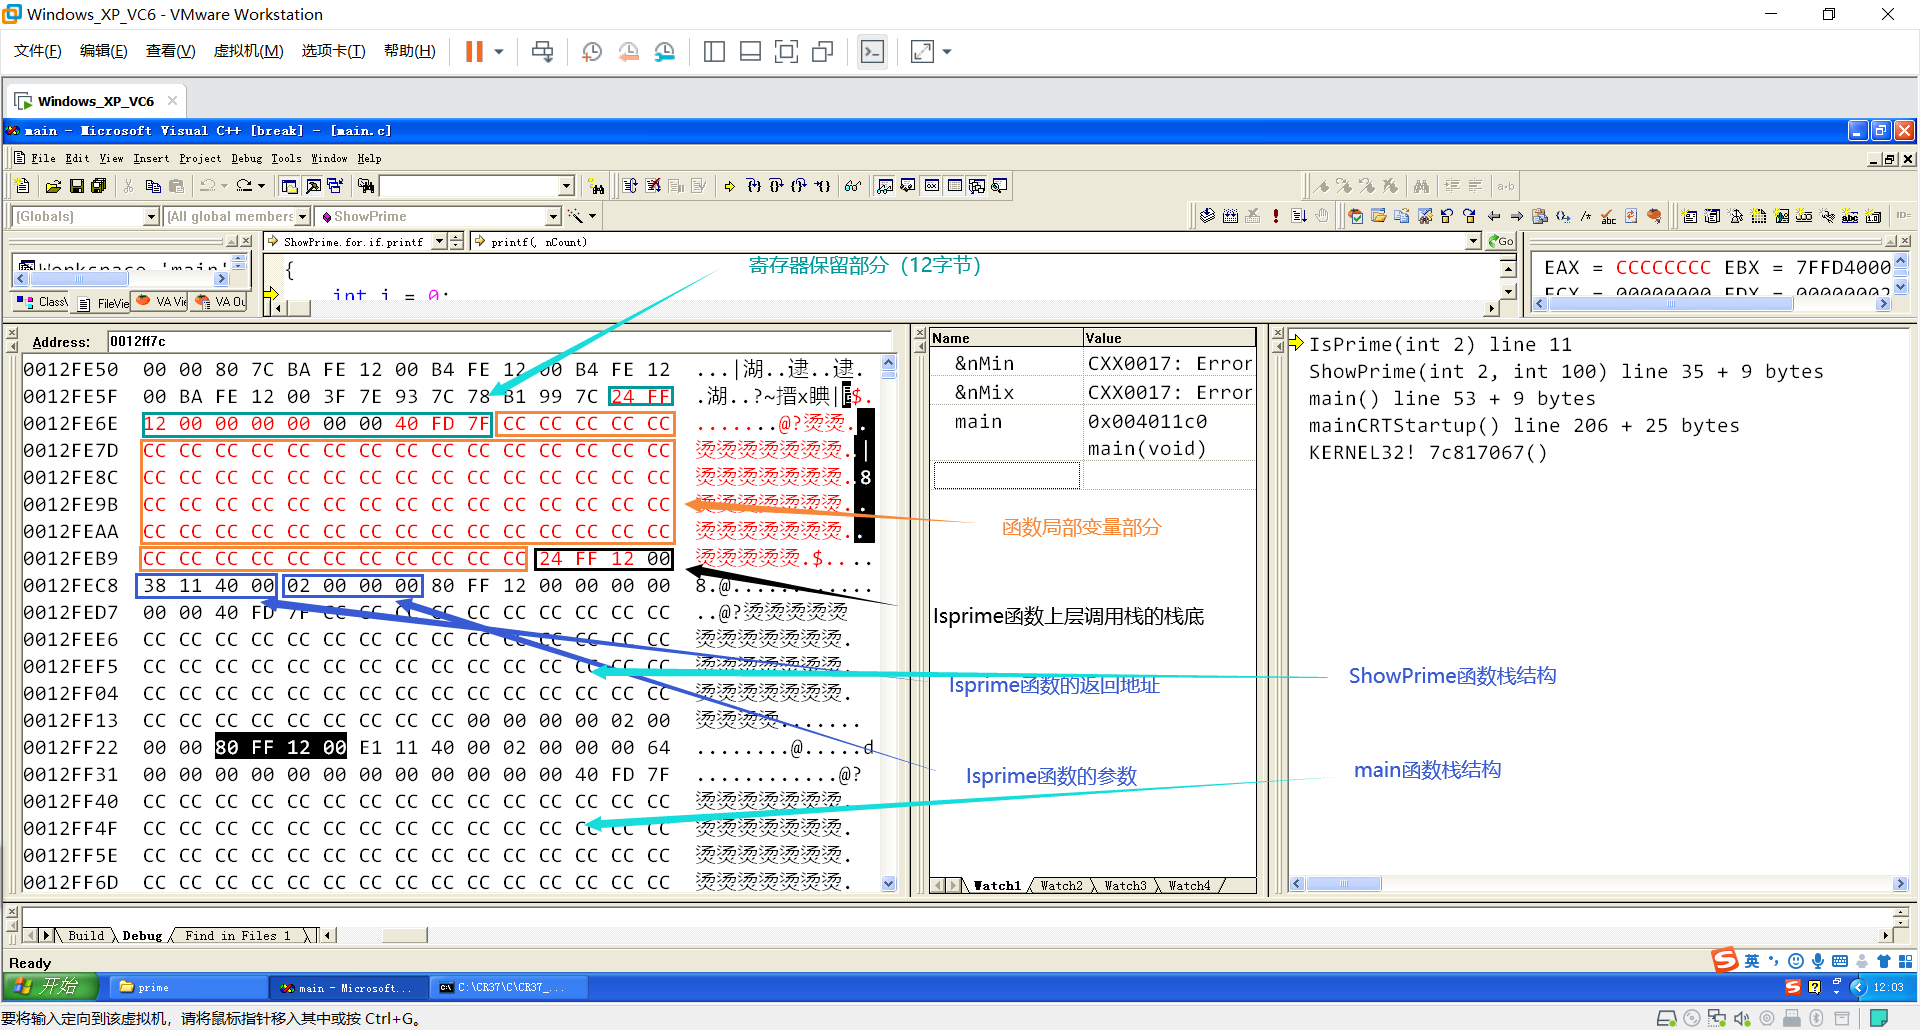 Windows_XP_VC6 - VMware Workstation
文件(F) 编辑(E) 查看(V) 虚拟机(M) 选项卡(T) 帮助(H)
Windows_XP_VC6
main - Microsoft Visual C++ [break] - [main.c]
File Edit View Insert Project Debug Tools Window Help
[Globals] [All global members ShowPrime
ShowPrime.for.if.printf printf(, nCount)
Go
Workspace 'main'
{
int i = 0;
寄存器保留部分（12字节）
EAX = CCCCCCCC EBX = 7FFD4000
ECX = 00000000 EDX = 00000002
Class\ FileVie VA Vie VA Ou
Address: 0012ff7c
0012FE50 00 00 80 7C BA FE 12 00 B4 FE 12 00 B4 FE 12 ...|湖..逮..逮.
0012FE5F 00 BA FE 12 00 3F 7E 93 7C 78 B1 99 7C 24 FF
0012FE6E 12 00 00 00 00 00 00 40 FD 7F CC CC CC CC CC .......@?烫烫.
0012FE7D CC CC CC CC CC CC CC CC CC CC CC CC CC CC CC 烫烫烫烫烫烫烫.
0012FE8C CC CC CC CC CC CC CC CC CC CC CC CC CC CC CC 烫烫烫烫烫烫烫.
0012FE9B CC CC CC CC CC CC CC CC CC CC CC CC CC CC CC 烫烫烫烫烫烫烫.
0012FEAA CC CC CC CC CC CC CC CC CC CC CC CC CC CC CC 烫烫烫烫烫烫烫.
0012FEB9 CC CC CC CC CC CC CC CC CC CC CC 24 FF 12 00 烫烫烫烫烫.$...
0012FEC8 38 11 40 00 02 00 00 00 80 FF 12 00 00 00 00 8.@............
0012FED7 00 00 40 FD 7F CC CC CC CC CC CC CC CC CC CC ..@?烫烫烫烫烫
0012FEE6 CC CC CC CC CC CC CC CC CC CC CC CC CC CC CC 烫烫烫烫烫烫烫.
0012FEF5 CC CC CC CC CC CC CC CC CC CC CC CC CC CC CC 烫烫烫烫烫烫烫.
0012FF04 CC CC CC CC CC CC CC CC CC CC CC CC CC CC CC 烫烫烫烫烫烫烫.
0012FF13 CC CC CC CC CC CC CC CC CC 00 00 00 00 02 00 烫烫烫烫.......
0012FF22 00 00 80 FF 12 00 E1 11 40 00 02 00 00 00 64 ........@.....d
0012FF31 00 00 00 00 00 00 00 00 00 00 00 00 40 FD 7F ............@?
0012FF40 CC CC CC CC CC CC CC CC CC CC CC CC CC CC CC 烫烫烫烫烫烫烫.
0012FF4F CC CC CC CC CC CC CC CC CC CC CC CC CC CC CC 烫烫烫烫烫烫烫.
0012FF5E CC CC CC CC CC CC CC CC CC CC CC CC CC CC CC 烫烫烫烫烫烫烫.
0012FF6D CC CC CC CC CC CC CC CC CC CC CC CC CC CC CC 烫烫烫烫烫烫烫.
Name Value
&nMin CXX0017: Error
&nMix CXX0017: Error
main 0x004011c0
main(void)
函数局部变量部分
Isprime函数上层调用栈的栈底
Isprime函数的返回地址
Isprime函数的参数
Watch1 Watch2 Watch3 Watch4
IsPrime(int 2) line 11
ShowPrime(int 2, int 100) line 35 + 9 bytes
main() line 53 + 9 bytes
mainCRTStartup() line 206 + 25 bytes
KERNEL32! 7c817067()
ShowPrime函数栈结构
main函数栈结构
Build Debug Find in Files 1
Ready
英
开始 prime main - Microsoft... C:\CR37\C\CR37_... 12:03
要将输入定向到该虚拟机，请将鼠标指针移入其中或按 Ctrl+G。